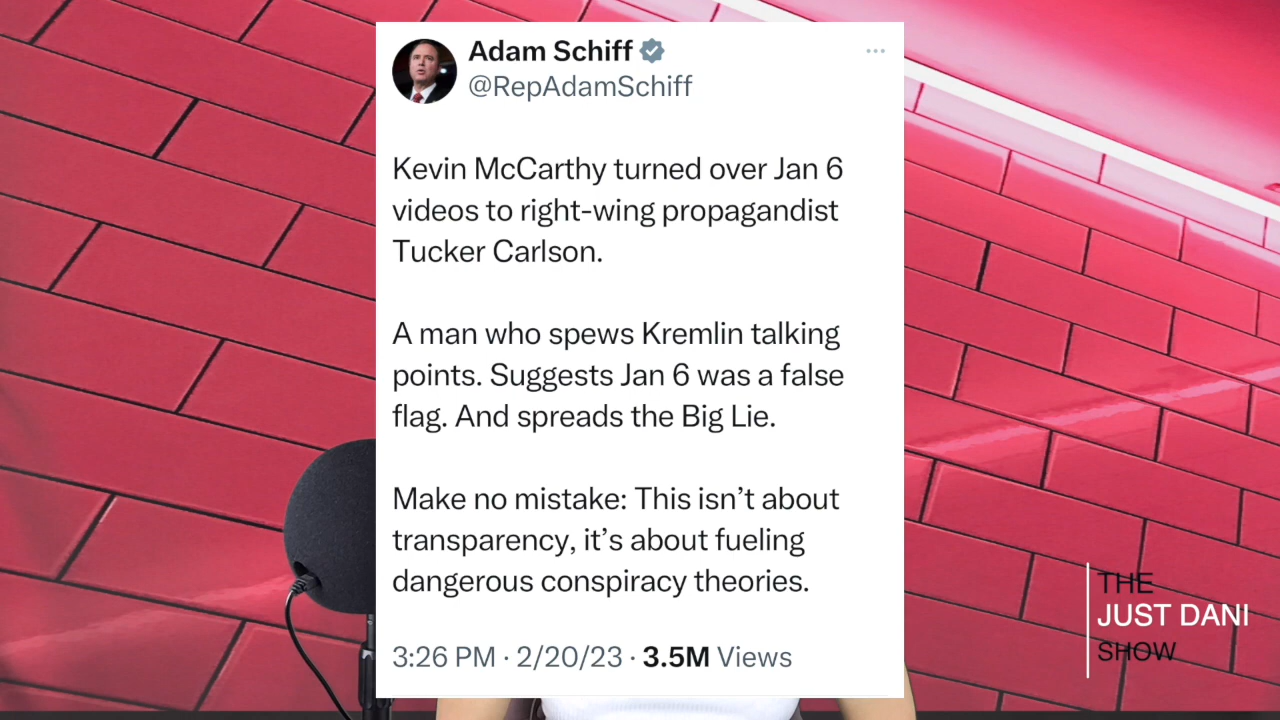 Adam Schiff
@RepAdamSchiff
Kevin McCarthy turned over Jan 6
videos to right-wing propagandist
Tucker Carlson.
A man who spews Kremlin talking
points. Suggests Jan 6 was a false
flag. And spreads the Big Lie.
Make no mistake: This isn’t about
transparency, it’s about fueling
dangerous conspiracy theories.
3:26 PM · 2/20/23 · 3.5M Views
THE
JUST DANI
SHOW